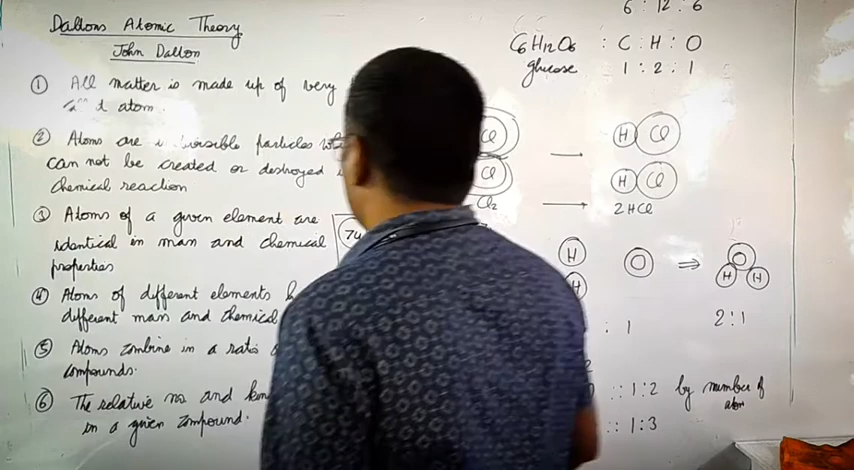 Daltons Atomic Theory
John Dalton
① All matter is made up of very
atom.
② Atoms are particles
can not be created or destroyed
chemical reaction
③ Atoms of a given element are
identical in mass and chemical
properties
④ Atoms of different elements
different mass and chemical
⑤ Atoms combine in a ratio
compounds.
⑥ The relative no and
in a given compound.
74
6 : 12 : 6
C6H12O6 : C : H : O
glucose 1 : 2 : 1
Cl → H Cl
Cl → H Cl
Cl2 2HCl
H O ⇒ O H H
H
: 1 2:1
:: 1:2 by number of
atom
:: 1:3